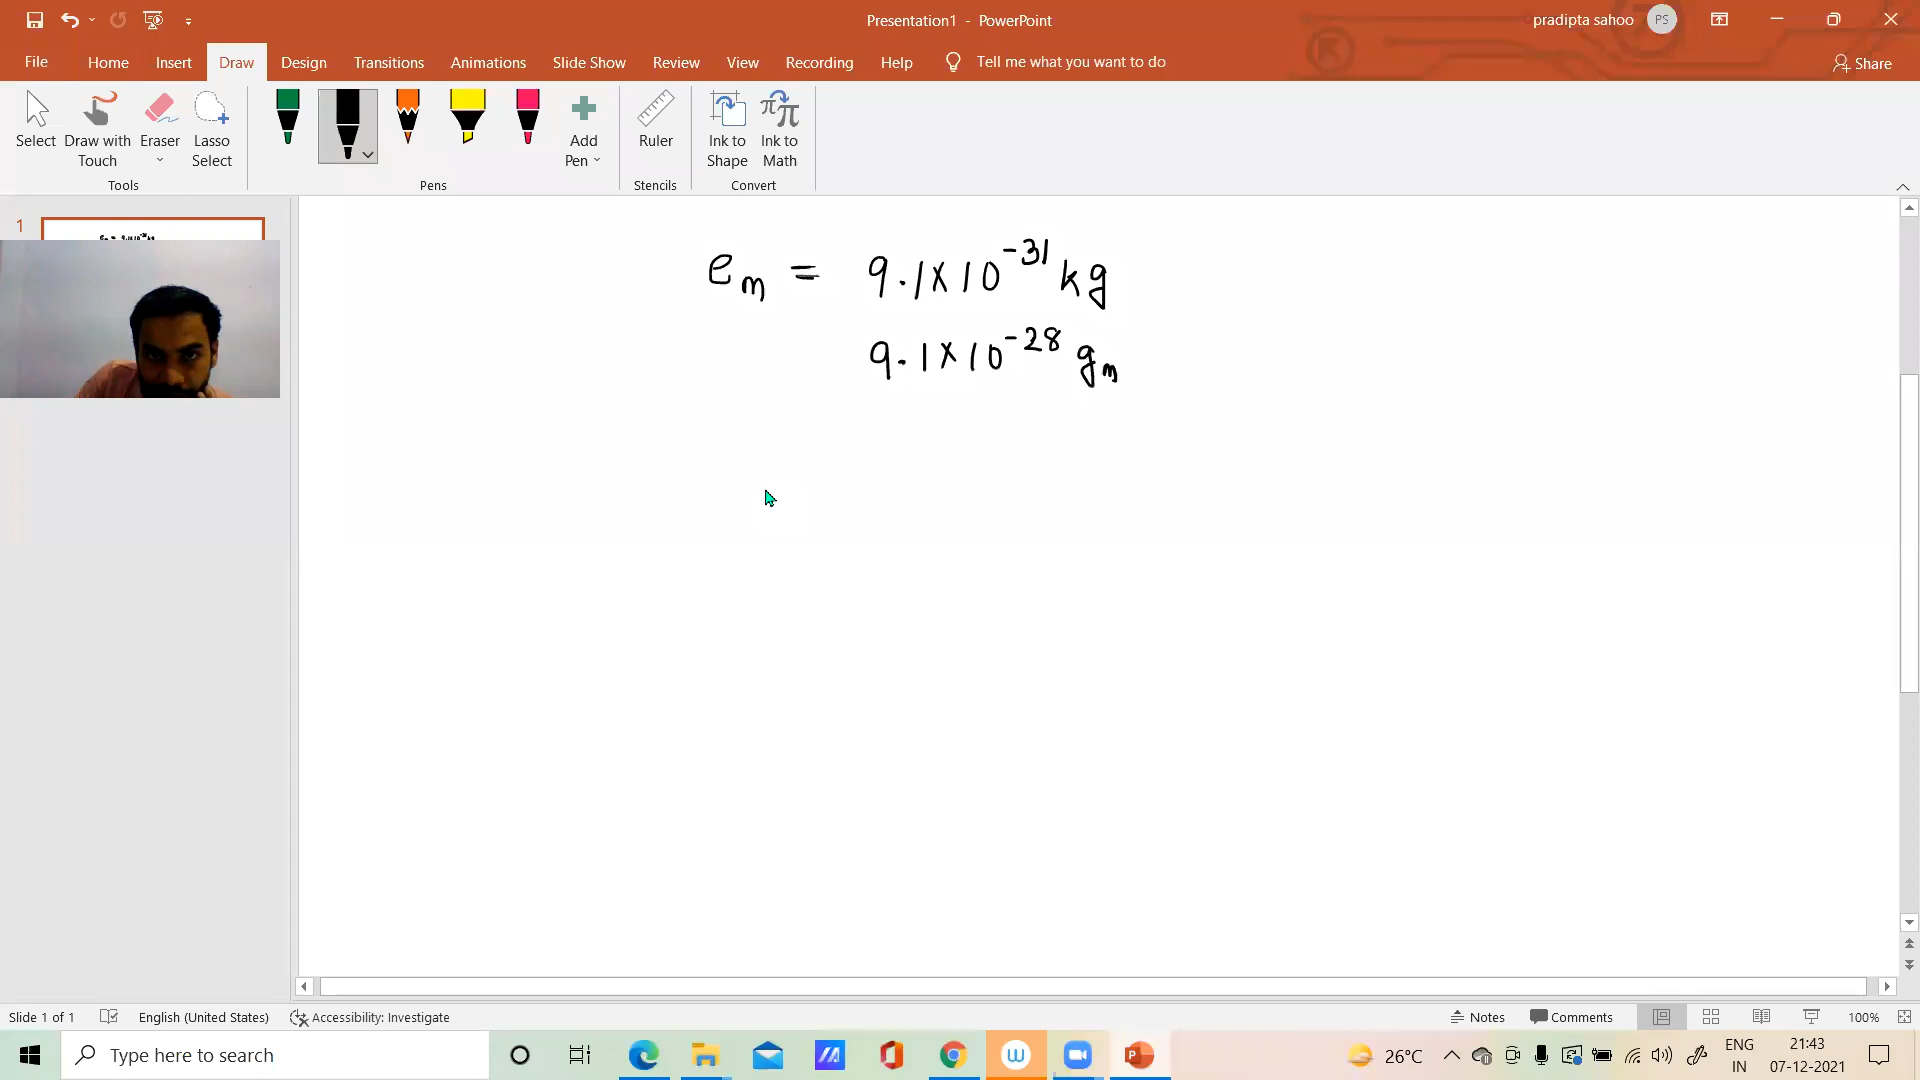 Presentation1 - PowerPoint
pradipta sahoo
PS
File
Home
Insert
Draw
Design
Transitions
Animations
Slide Show
Review
View
Recording
Help
Tell me what you want to do
Share
Select
Draw with Touch
Eraser
Lasso Select
Add Pen
Ruler
Ink to Shape
Ink to Math
Tools
Pens
Stencils
Convert
1
e_m = 9.1×10^-31 kg
9.1×10^-28 g_m
Slide 1 of 1
English (United States)
Accessibility: Investigate
Notes
Comments
100%
Type here to search
26°C
ENG
IN
21:43
07-12-2021